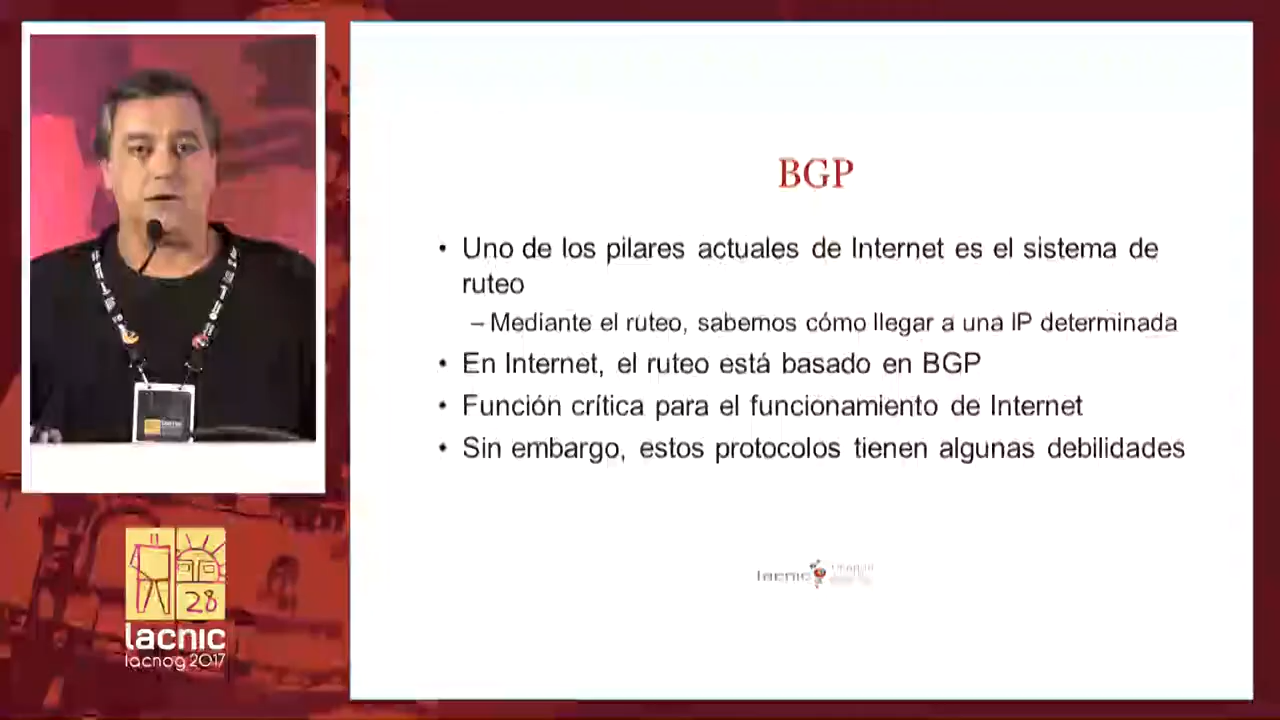 BGP
• Uno de los pilares actuales de Internet es el sistema de
ruteo
– Mediante el ruteo, sabemos cómo llegar a una IP determinada
• En Internet, el ruteo está basado en BGP
• Función crítica para el funcionamiento de Internet
• Sin embargo, estos protocolos tienen algunas debilidades
lacnic
28
lacnic
lacnog 2017